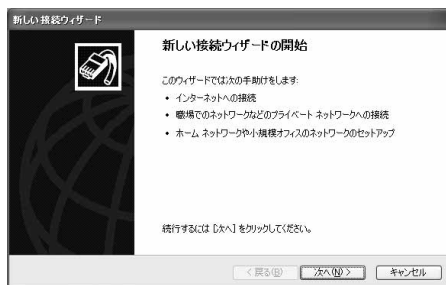 新しい接続ウィザード
新しい接続ウィザードの開始
このウィザードでは次の手助けをします:
• インターネットへの接続
• 職場でのネットワークなどのプライベート ネットワークへの接続
• ホーム ネットワークや小規模オフィスのネットワークのセットアップ
続行するには [次へ] をクリックしてください。
< 戻る(B) 次へ(N) > キャンセル